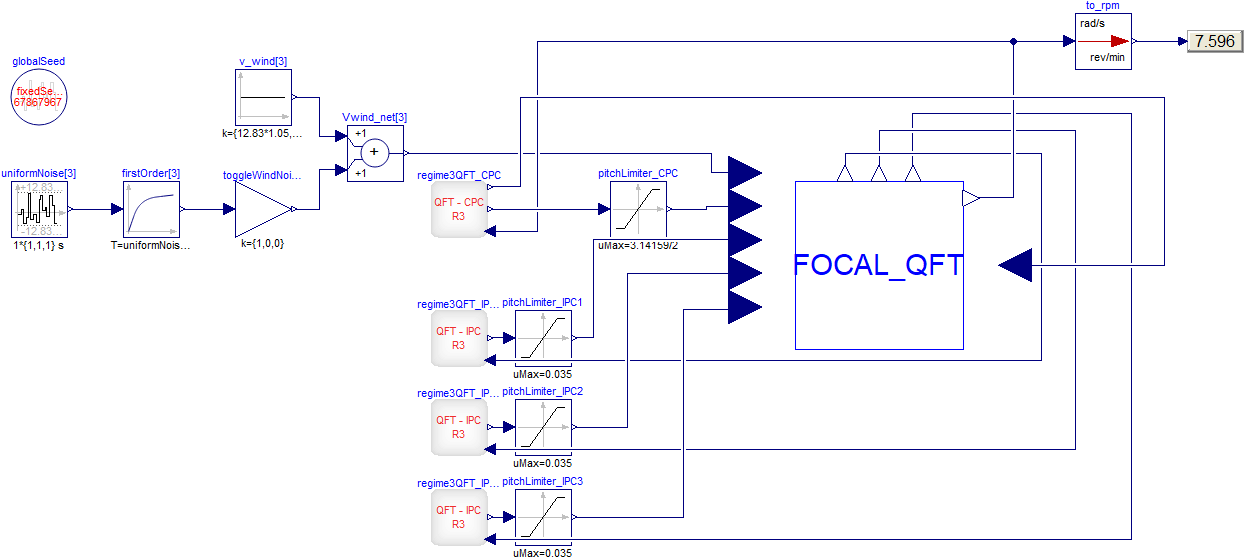 to_rpm
rad/s
rev/min
7.596
globalSeed
fixedSe...
67867967
v_wind[3]
k={12.83*1.05,...
Vwind_net[3]
+1
+
+1
uniformNoise[3]
+12.83...
-12.83...
1*{1,1,1} s
firstOrder[3]
T=uniformNois...
toggleWindNoi...
k={1,0,0}
regime3QFT_CPC
QFT - CPC
R3
pitchLimiter_CPC
uMax=3.14159/2
FOCAL_QFT
regime3QFT_IP...
QFT - IPC
R3
pitchLimiter_IPC1
uMax=0.035
regime3QFT_IP...
QFT - IPC
R3
pitchLimiter_IPC2
uMax=0.035
regime3QFT_IP...
QFT - IPC
R3
pitchLimiter_IPC3
uMax=0.035